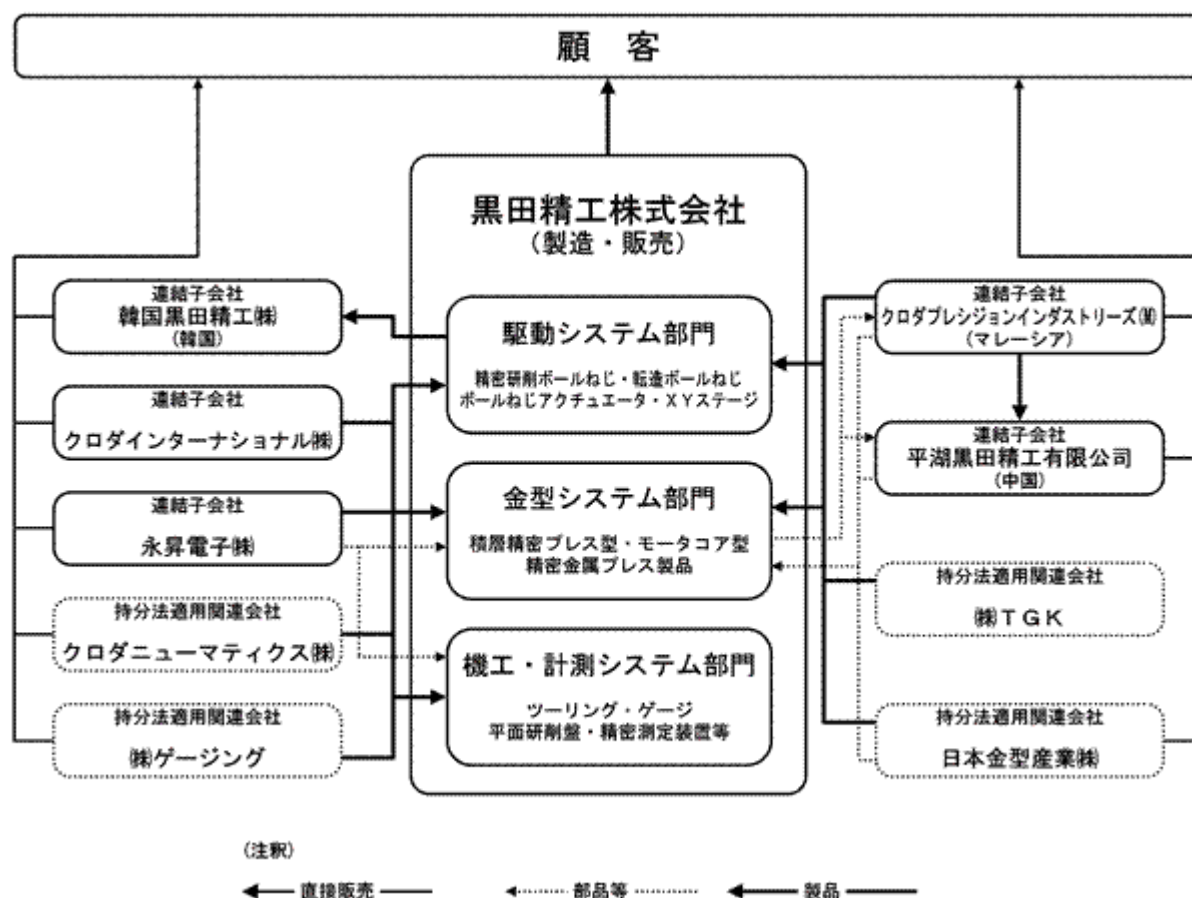 顧 客
黒田精工株式会社
(製造・販売)
連結子会社
韓国黒田精工㈱
(韓国)
連結子会社
クロダインターナショナル㈱
連結子会社
永昇電子㈱
持分法適用関連会社
クロダニューマティクス㈱
持分法適用関連会社
㈱ゲージング
駆動システム部門
精密研削ボールねじ・転造ボールねじ
ボールねじアクチュエータ・XYステージ
金型システム部門
積層精密プレス型・モータコア型
精密金属プレス製品
機工・計測システム部門
ツーリング・ゲージ
平面研削盤・精密測定装置等
連結子会社
クロダプレシジョンインダストリーズ(M)
(マレーシア)
連結子会社
平湖黒田精工有限公司
(中国)
持分法適用関連会社
㈱TGK
持分法適用関連会社
日本金型産業㈱
(注釈)
直接販売 部品等 製品